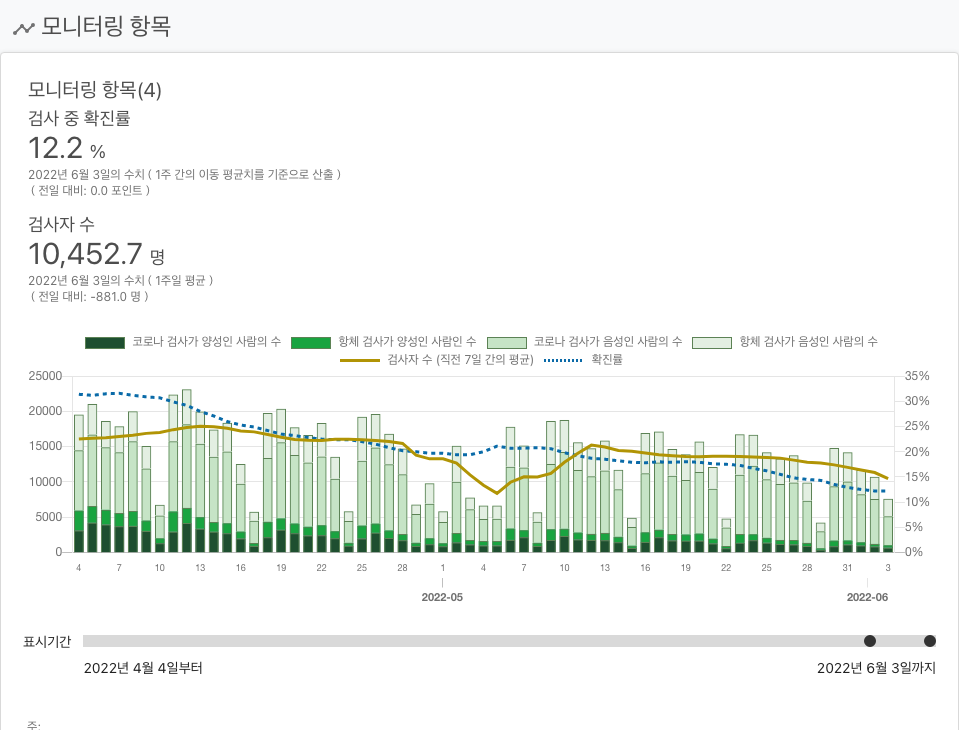 모니터링 항목
모니터링 항목(4)
검사 중 확진률
12.2 %
2022년 6월 3일의 수치 ( 1주 간의 이동 평균치를 기준으로 산출 )
( 전일 대비: 0.0 포인트 )
검사자 수
10,452.7 명
2022년 6월 3일의 수치 ( 1주일 평균 )
( 전일 대비: -881.0 명 )
코로나 검사가 양성인 사람의 수 항체 검사가 양성인 사람인 수 코로나 검사가 음성인 사람의 수 항체 검사가 음성인 사람의 수
검사자 수 (직전 7일 간의 평균) 확진률
25000 35%
20000 30%
15000 25%
10000 20%
5000 15%
0 10%
5%
0%
4 7 10 13 16 19 22 25 28 1 4 7 10 13 16 19 22 25 28 31 3
2022-05 2022-06
표시기간
2022년 4월 4일부터 2022년 6월 3일까지
주: